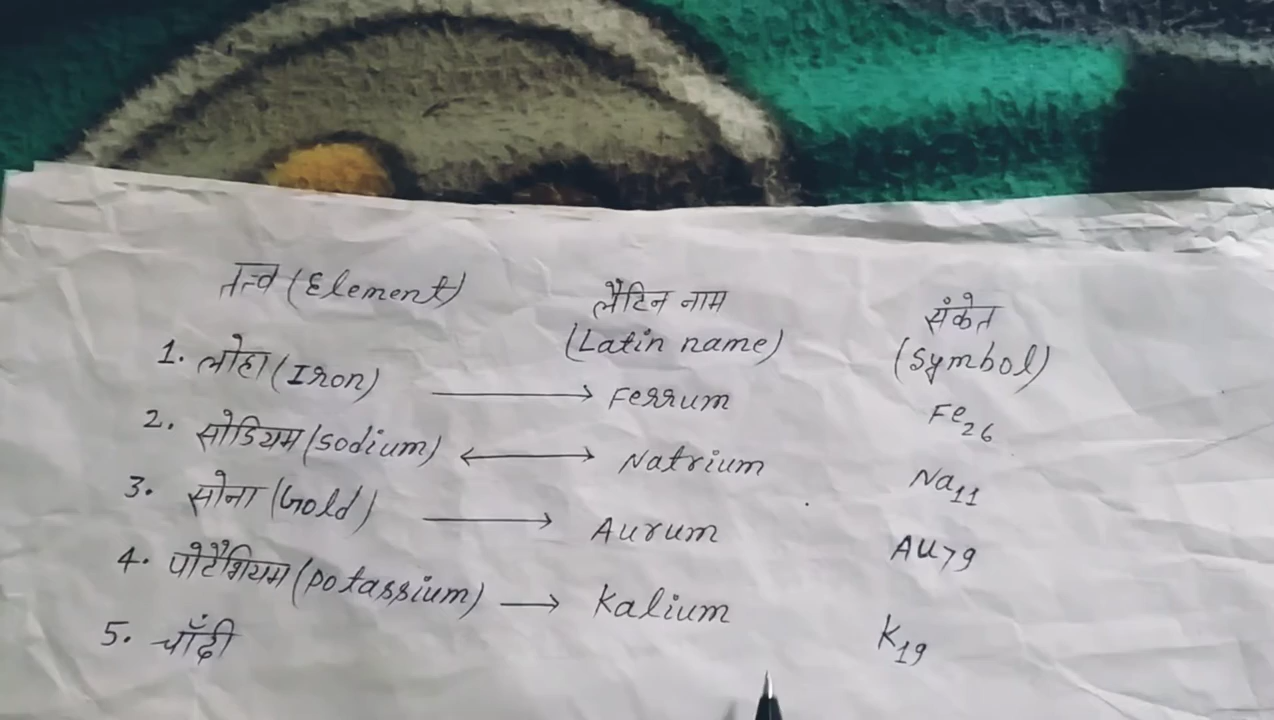 तत्व (Element) लैटिन नाम (Latin name) संकेत (Symbol)
1. लोहा (Iron) → Ferrum Fe26
2. सोडियम (sodium) ↔ Natrium Na11
3. सोना (Gold) → Aurum AU79
4. पोटैशियम (potassium) → Kalium K19
5. चाँदी